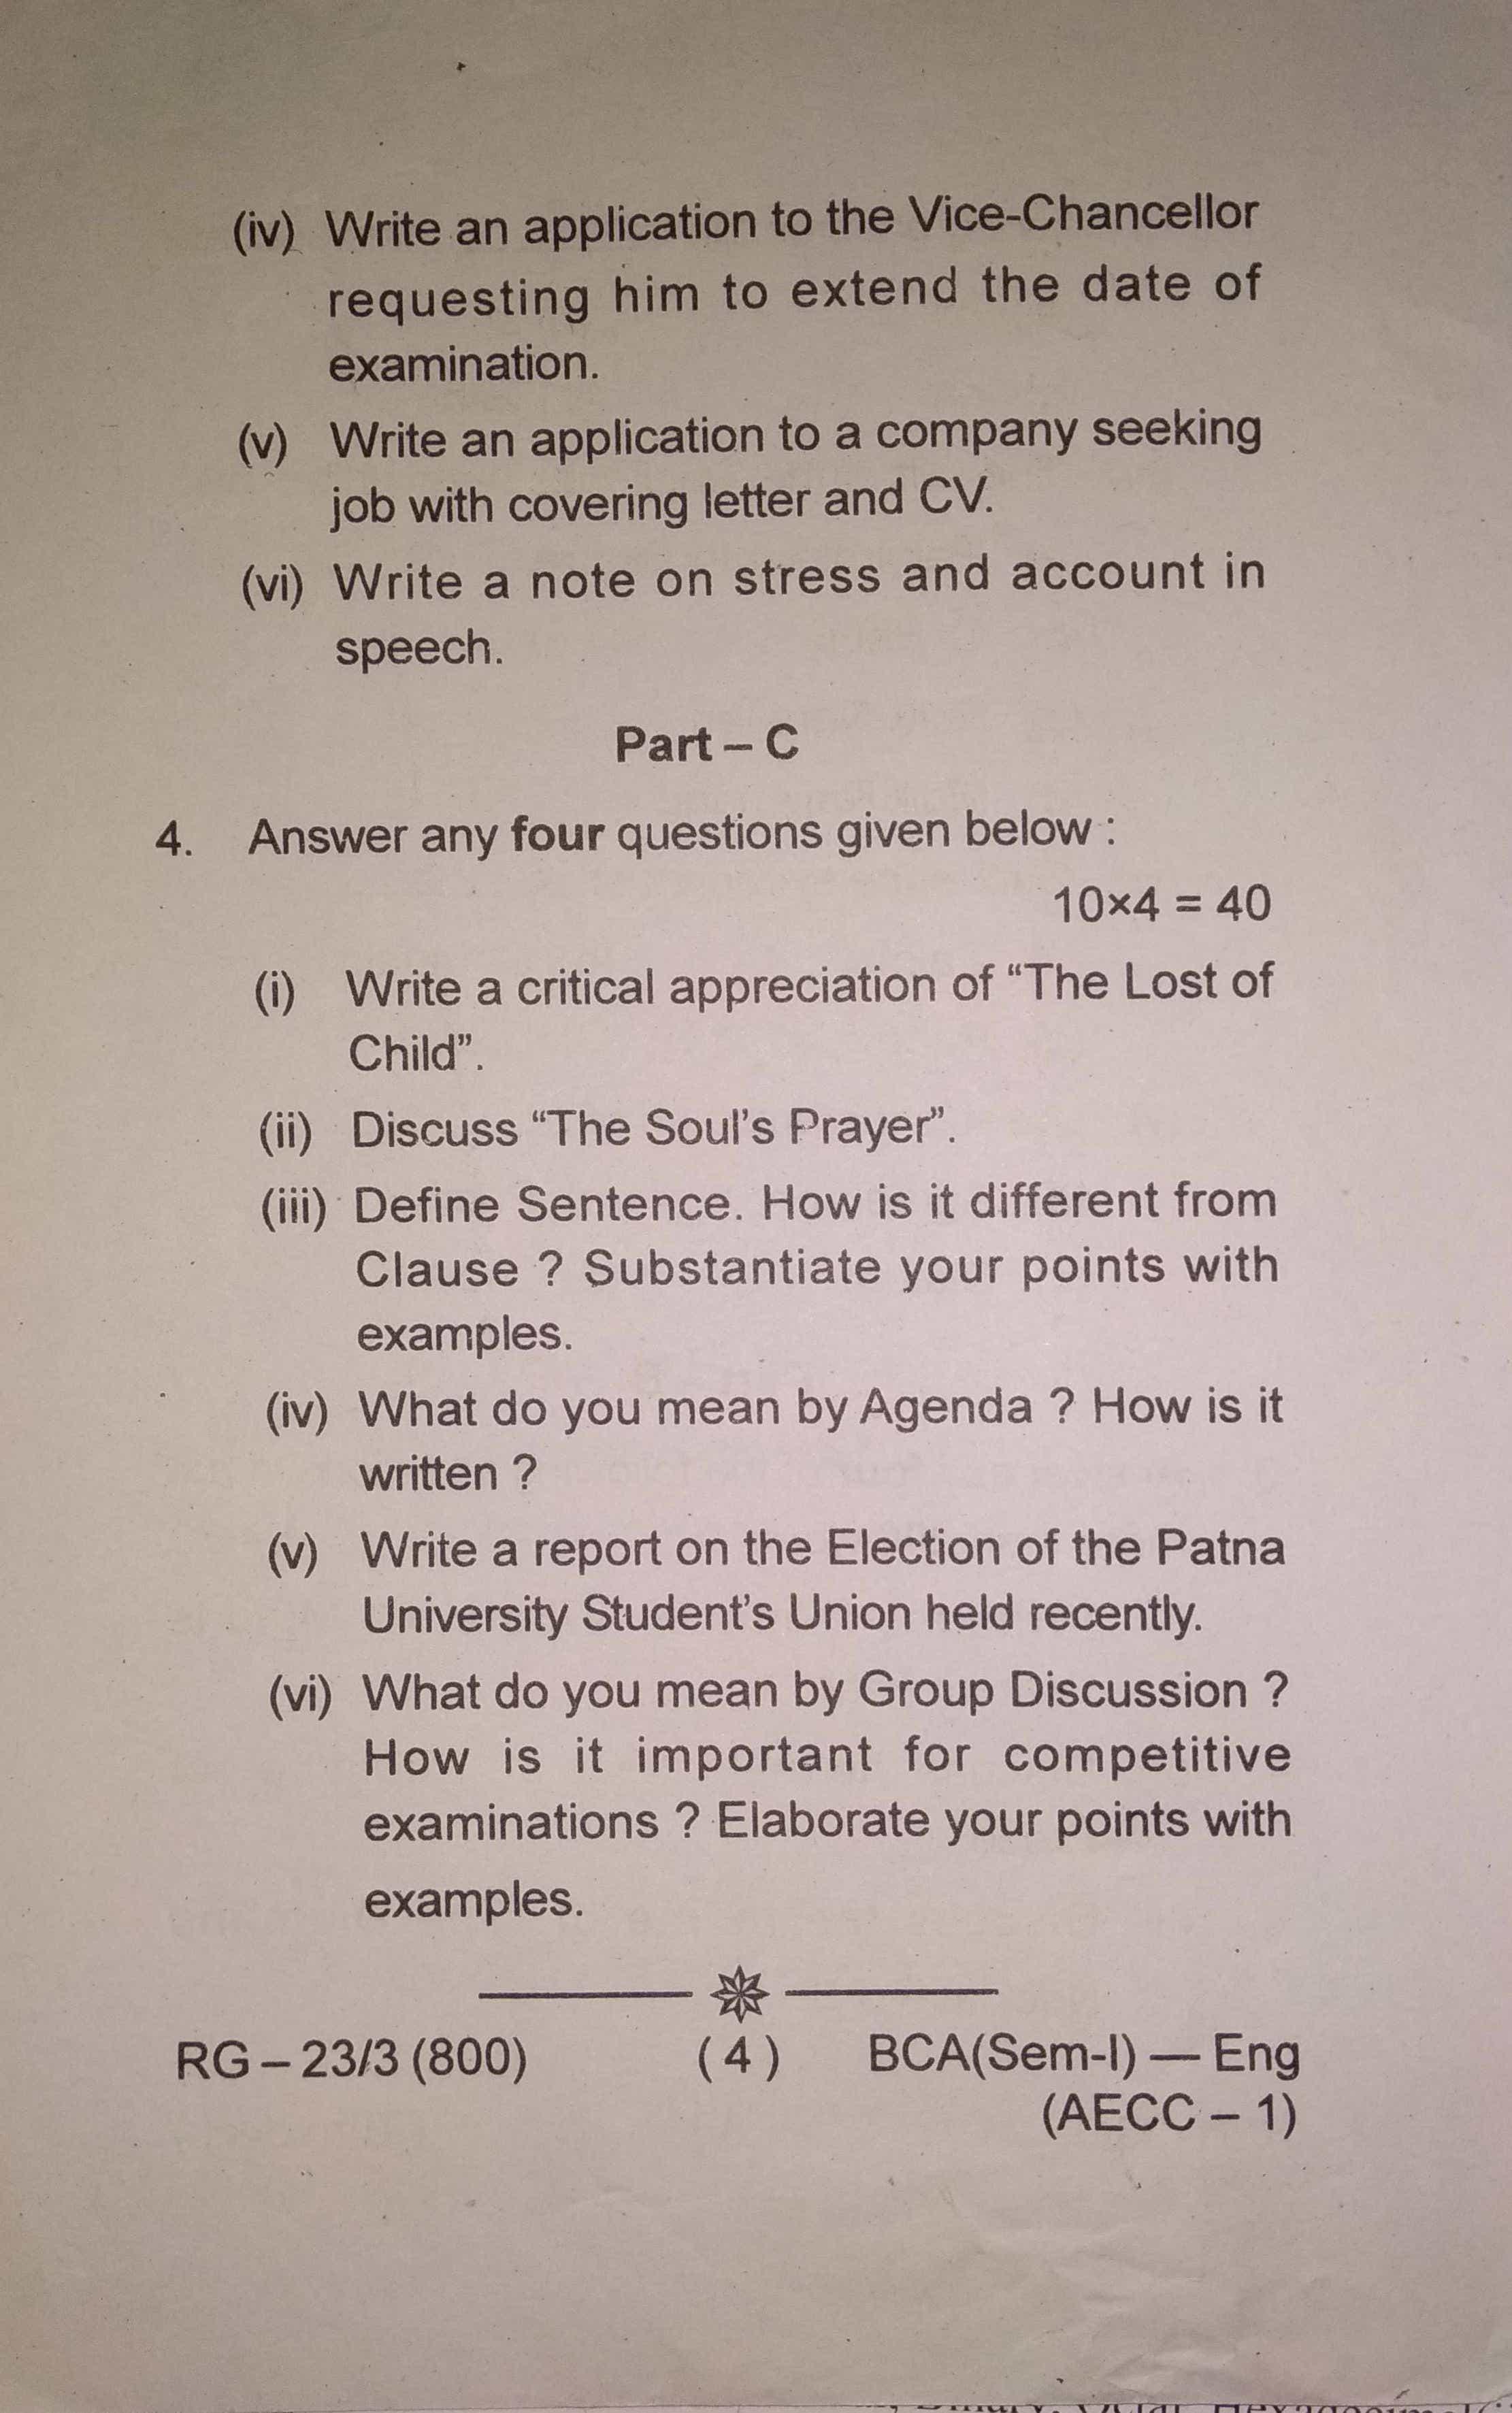 (iv) Write an application to the Vice-Chancellor
requesting him to extend the date of
examination.
(v) Write an application to a company seeking
job with covering letter and CV.
(vi) Write a note on stress and account in
speech.
Part – C
4. Answer any four questions given below :
10×4 = 40
(i) Write a critical appreciation of “The Lost of
Child”.
(ii) Discuss “The Soul’s Prayer”.
(iii) Define Sentence. How is it different from
Clause ? Substantiate your points with
examples.
(iv) What do you mean by Agenda ? How is it
written ?
(v) Write a report on the Election of the Patna
University Student’s Union held recently.
(vi) What do you mean by Group Discussion ?
How is it important for competitive
examinations ? Elaborate your points with
examples.
RG – 23/3 (800) ( 4 ) BCA(Sem-I) — Eng
(AECC – 1)